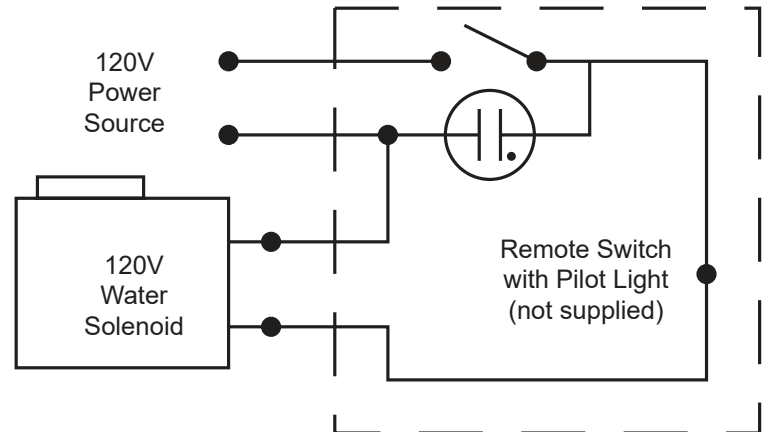 120V
Power
Source
120V
Water
Solenoid
Remote Switch
with Pilot Light
(not supplied)